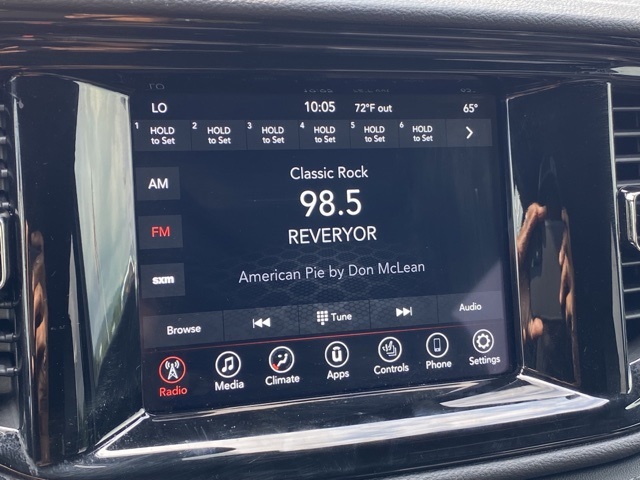 LO 10:05 72°F out 65°
1 HOLD to Set 2 HOLD to Set 3 HOLD to Set 4 HOLD to Set 5 HOLD to Set 6 HOLD to Set
Classic Rock
AM
98.5
FM
REVERYOR
American Pie by Don McLean
sxm
Browse Tune Audio
Radio Media Climate Apps Controls Phone Settings